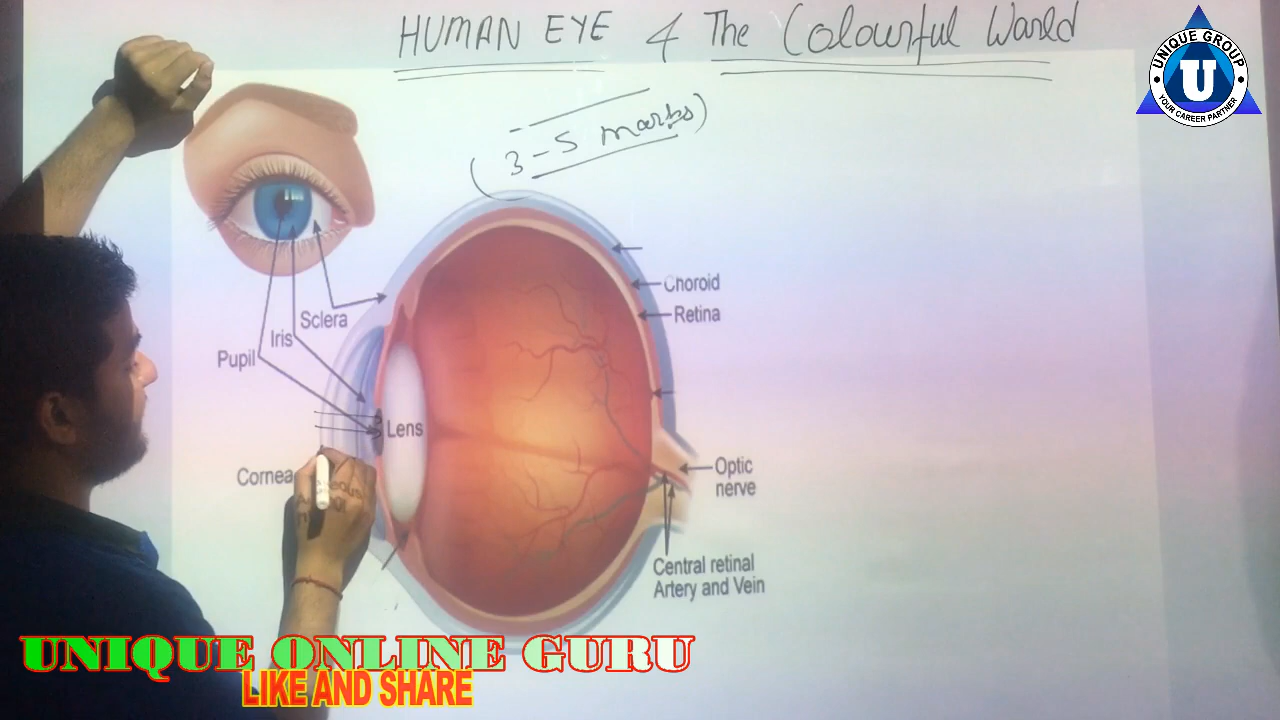 HUMAN EYE & The Colourful World
(3-5 marks)
UNIQUE GROUP
U
YOUR CAREER PARTNER
Choroid
Retina
Sclera
Iris
Pupil
Lens
Cornea
Optic
nerve
Central retinal
Artery and Vein
UNIQUE ONLINE GURU
LIKE AND SHARE